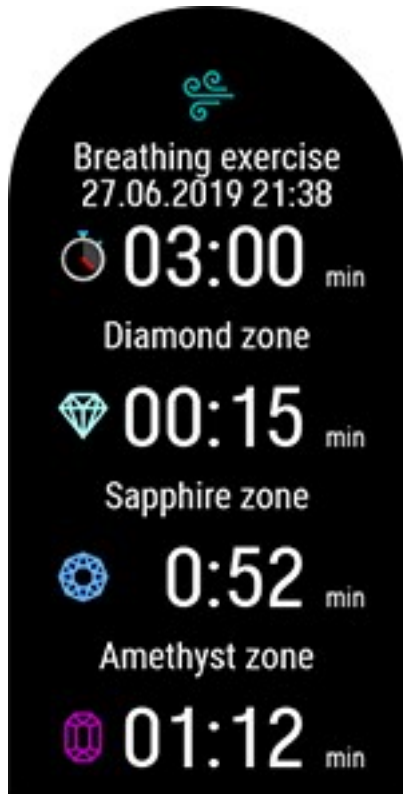 Breathing exercise
27.06.2019 21:38
03:00 min
Diamond zone
00:15 min
Sapphire zone
0:52 min
Amethyst zone
01:12 min